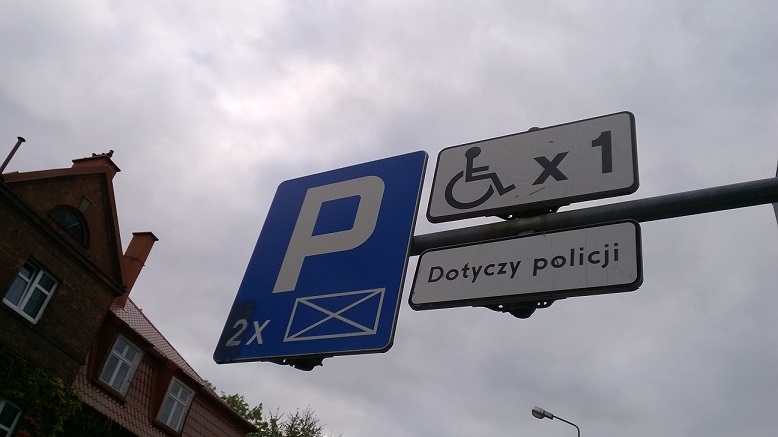 P
2X
x 1
Dotyczy policji